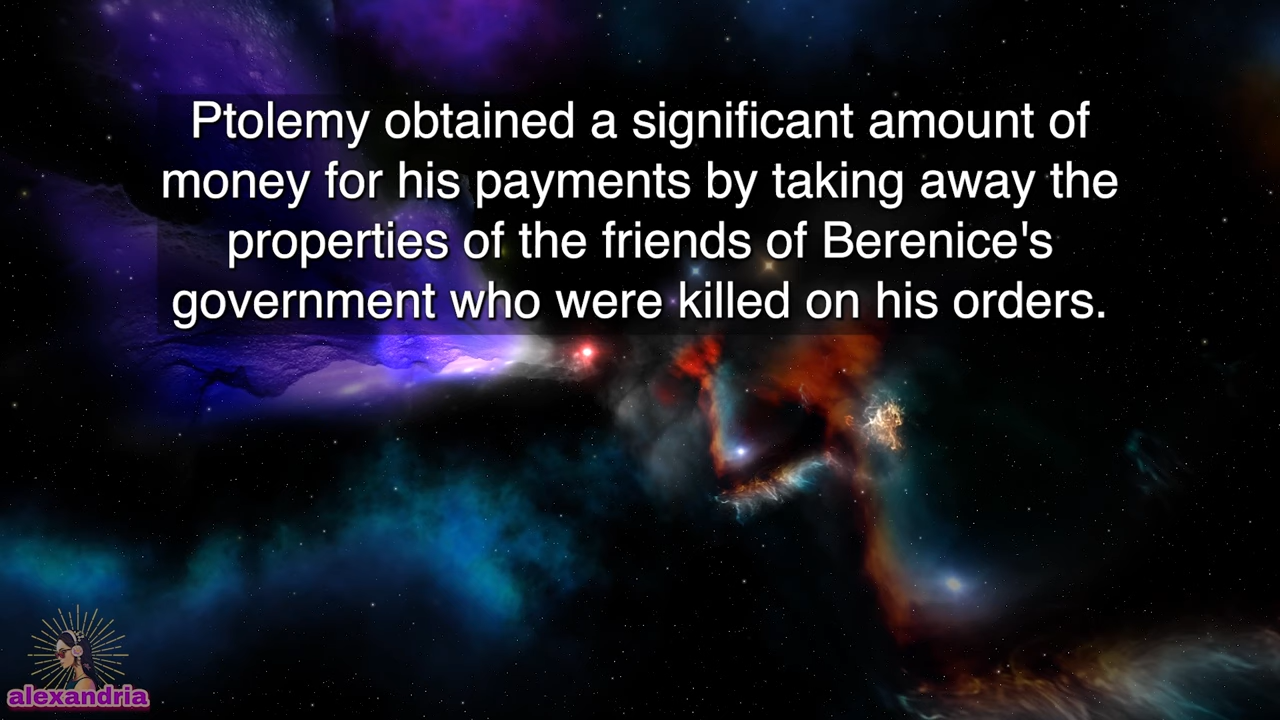 Ptolemy obtained a significant amount of
money for his payments by taking away the
properties of the friends of Berenice's
government who were killed on his orders.
alexandria